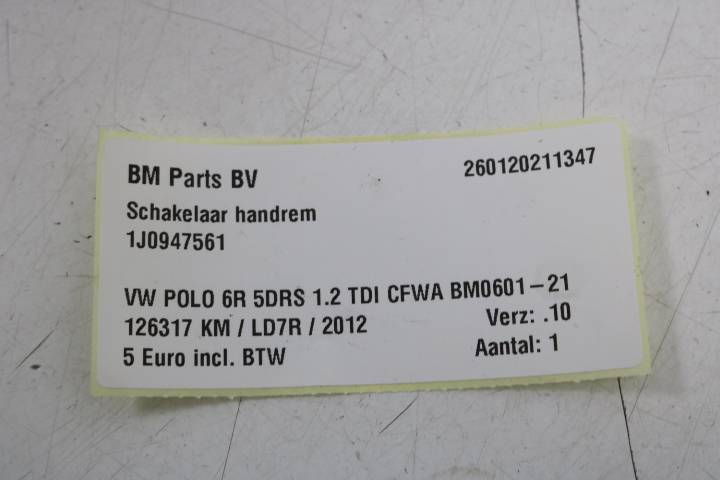 BM Parts BV 260120211347
Schakelaar handrem
1J0947561
VW POLO 6R 5DRS 1.2 TDI CFWA BM0601-21
126317 KM / LD7R / 2012 Verz: .10
5 Euro incl. BTW Aantal: 1